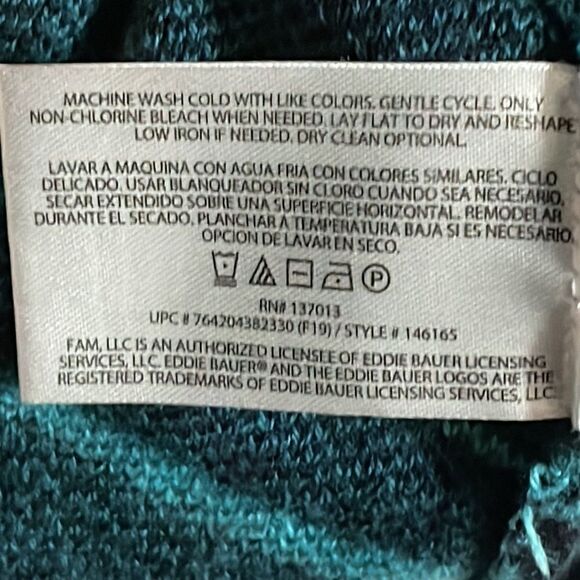 MACHINE WASH COLD WITH LIKE COLORS. GENTLE CYCLE. ONLY
NON-CHLORINE BLEACH WHEN NEEDED. LAY FLAT TO DRY AND RESHAPE.
LOW IRON IF NEEDED. DRY CLEAN OPTIONAL.
LAVAR A MAQUINA CON AGUA FRIA CON COLORES SIMILARES. CICLO
DELICADO. USAR BLANQUEADOR SIN CLORO CUANDO SEA NECESARIO.
SECAR EXTENDIDO SOBRE UNA SUPERFICIE HORIZONTAL. REMODELAR
DURANTE EL SECADO. PLANCHAR A TEMPERATURA BAJA SI ES NECESARIO.
OPCION DE LAVAR EN SECO.
P
RN# 137013
UPC # 764204382330 (F19) / STYLE # 146165
FAM, LLC IS AN AUTHORIZED LICENSEE OF EDDIE BAUER LICENSING
SERVICES, LLC. EDDIE BAUER® AND THE EDDIE BAUER LOGOS ARE THE
REGISTERED TRADEMARKS OF EDDIE BAUER LICENSING SERVICES, LLC.